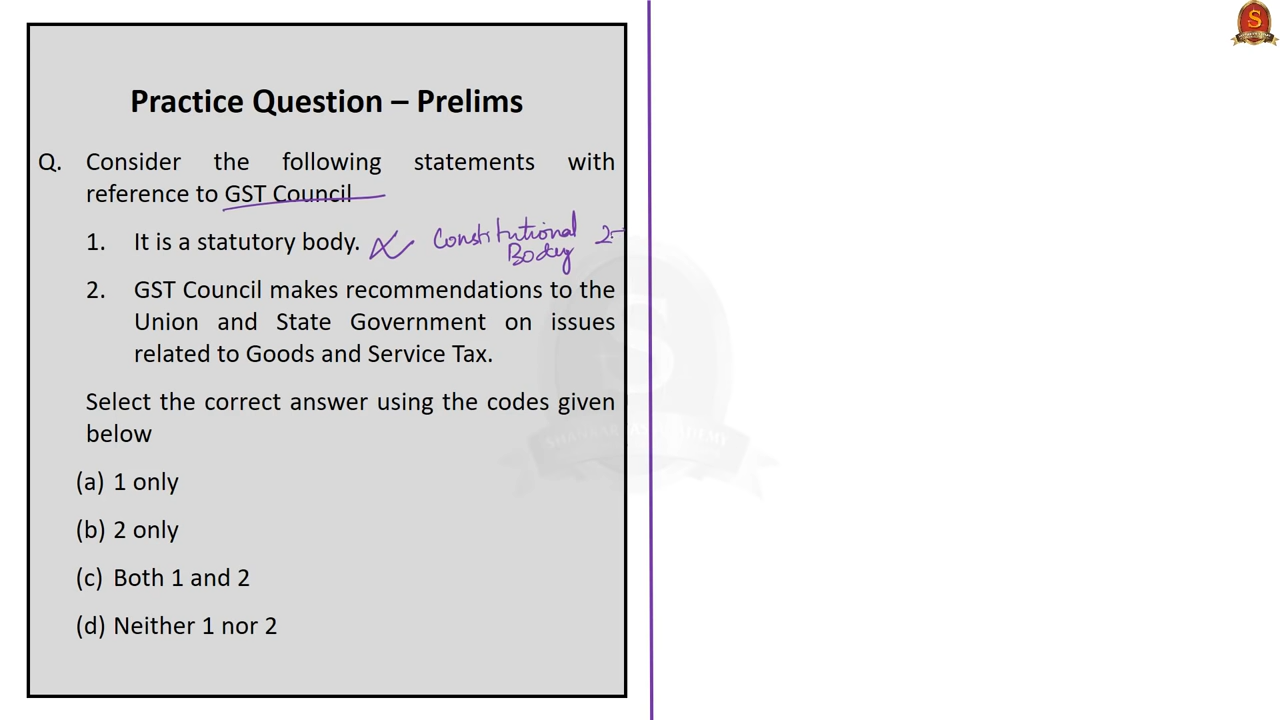 Practice Question – Prelims
Q. Consider the following statements with
reference to GST Council
1. It is a statutory body. Constitutional
Body
2. GST Council makes recommendations to the
Union and State Government on issues
related to Goods and Service Tax.
Select the correct answer using the codes given
below
(a) 1 only
(b) 2 only
(c) Both 1 and 2
(d) Neither 1 nor 2
S
S